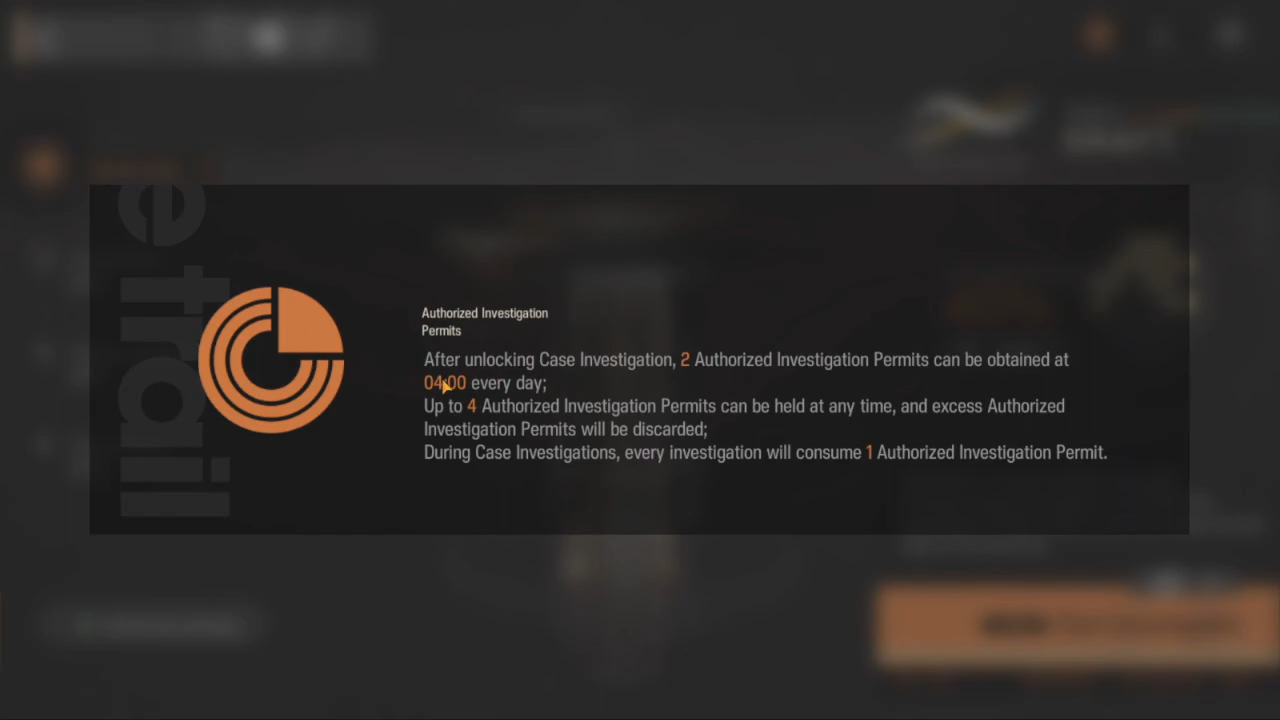 e trail
Authorized Investigation
Permits
After unlocking Case Investigation, 2 Authorized Investigation Permits can be obtained at
04:00 every day;
Up to 4 Authorized Investigation Permits can be held at any time, and excess Authorized
Investigation Permits will be discarded;
During Case Investigations, every investigation will consume 1 Authorized Investigation Permit.